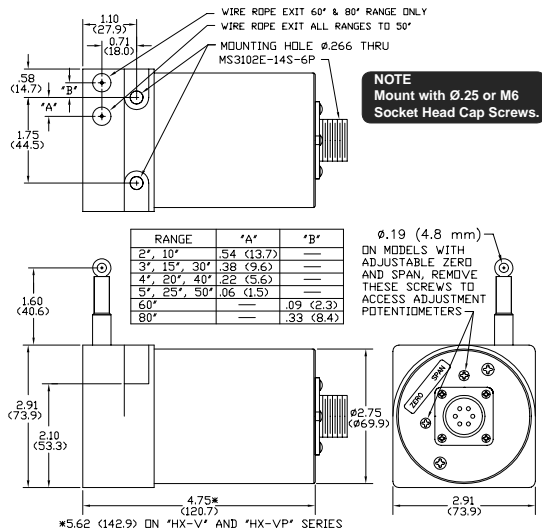 1.10
(27.9)
WIRE ROPE EXIT 60" & 80" RANGE ONLY
WIRE ROPE EXIT ALL RANGES TO 50"
0.71
(18.0)
MOUNTING HOLE Ø.266 THRU
MS3102E-14S-6P
.58
(14.7)
"B"
"A"
1.75
(44.5)
NOTE
Mount with Ø.25 or M6
Socket Head Cap Screws.
RANGE "A" "B"
2", 10" .54 (13.7) —
3", 15", 30" .38 (9.6) —
4", 20", 40" .22 (5.6) —
5", 25", 50" .06 (1.5) —
60" — .09 (2.3)
80" — .33 (8.4)
Ø.19 (4.8 mm)
ON MODELS WITH
ADJUSTABLE ZERO
AND SPAN, REMOVE
THESE SCREWS TO
ACCESS ADJUSTMENT
POTENTIOMETERS
1.60
(40.6)
2.91
(73.9)
2.10
(53.3)
Ø2.75
(Ø69.9)
ZERO SPAN
4.75*
(120.7)
2.91
(73.9)
*5.62 (142.9) ON "HX-V" AND "HX-VP" SERIES